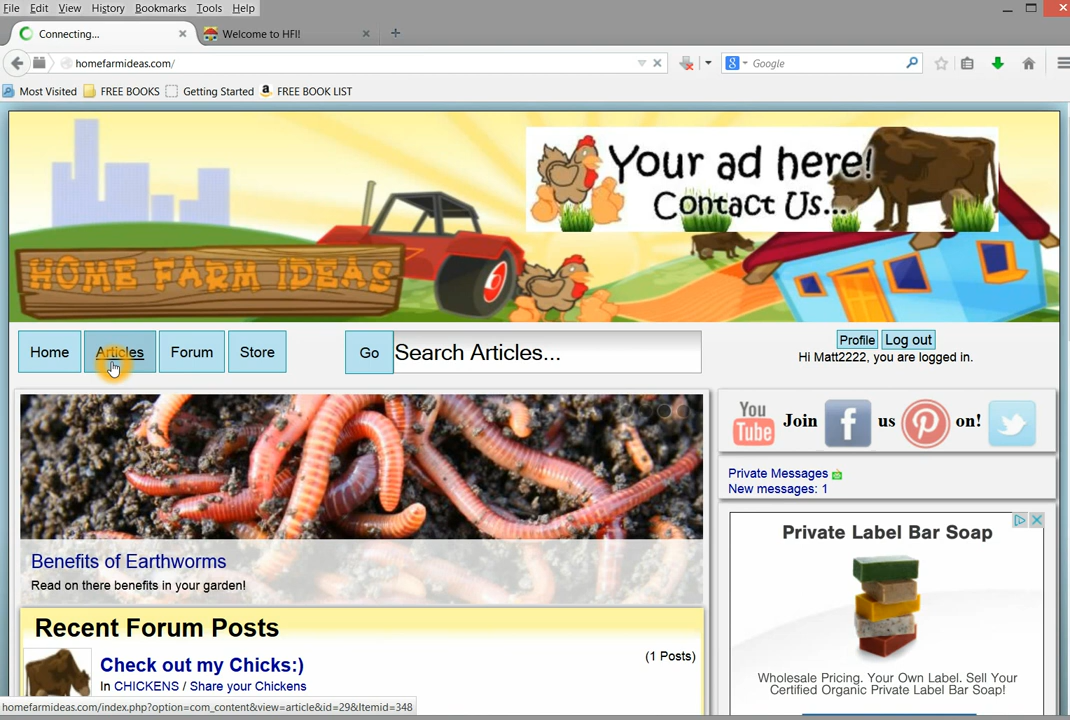 File Edit View History Bookmarks Tools Help
Connecting... Welcome to HFI!
homefarmideas.com/ Google
Most Visited FREE BOOKS Getting Started FREE BOOK LIST
Your ad here!
Contact Us...
HOME FARM IDEAS
Home Articles Forum Store Go Search Articles... Profile Log out
Hi Matt2222, you are logged in.
You Tube Join f us on!
Private Messages
New messages: 1
Benefits of Earthworms
Read on there benefits in your garden!
Private Label Bar Soap
Wholesale Pricing. Your Own Label. Sell Your
Certified Organic Private Label Bar Soap!
Recent Forum Posts
Check out my Chicks:) (1 Posts)
In CHICKENS / Share your Chickens
homefarmideas.com/index.php?option=com_content&view=article&id=29&Itemid=348